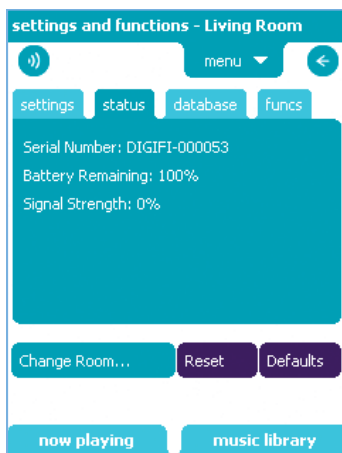 settings and functions - Living Room
menu
settings status database funcs
Serial Number: DIGIFI-000053
Battery Remaining: 100%
Signal Strength: 0%
Change Room... Reset Defaults
now playing music library